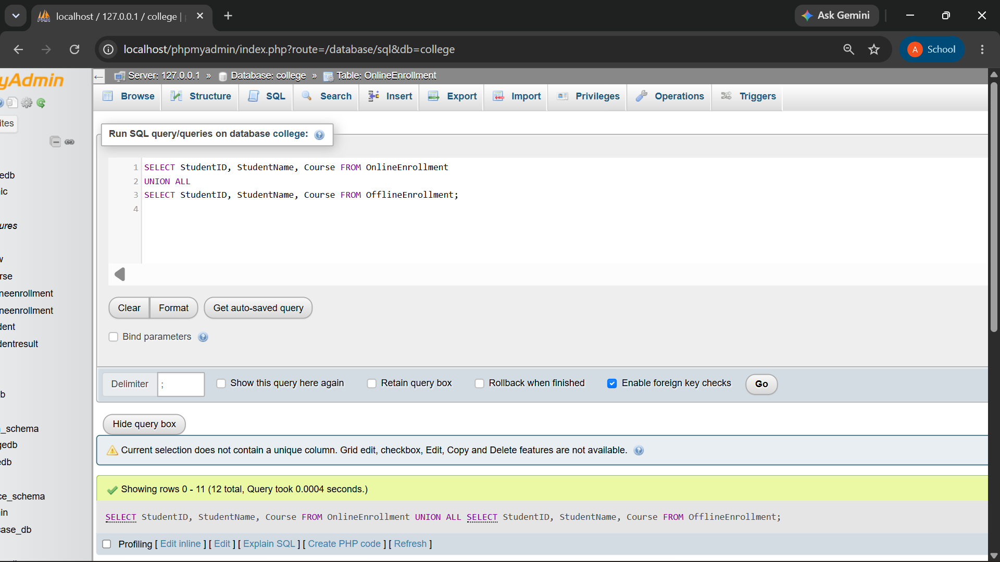 localhost / 127.0.0.1 / college |
Ask Gemini
localhost/phpmyadmin/index.php?route=/database/sql&db=college
A School
yAdmin
ites
edb
ic
ures
w
rse
neenrollment
neenrollment
dent
dentresult
b
_schema
gedb
edb
ce_schema
in
case_db
Server: 127.0.0.1 » Database: college » Table: OnlineEnrollment
Browse Structure SQL Search Insert Export Import Privileges Operations Triggers
Run SQL query/queries on database college:
1 SELECT StudentID, StudentName, Course FROM OnlineEnrollment
2 UNION ALL
3 SELECT StudentID, StudentName, Course FROM OfflineEnrollment;
4
Clear Format Get auto-saved query
Bind parameters
Delimiter ; Show this query here again Retain query box Rollback when finished Enable foreign key checks Go
Hide query box
Current selection does not contain a unique column. Grid edit, checkbox, Edit, Copy and Delete features are not available.
Showing rows 0 - 11 (12 total, Query took 0.0004 seconds.)
SELECT StudentID, StudentName, Course FROM OnlineEnrollment UNION ALL SELECT StudentID, StudentName, Course FROM OfflineEnrollment;
Profiling [ Edit inline ] [ Edit ] [ Explain SQL ] [ Create PHP code ] [ Refresh ]